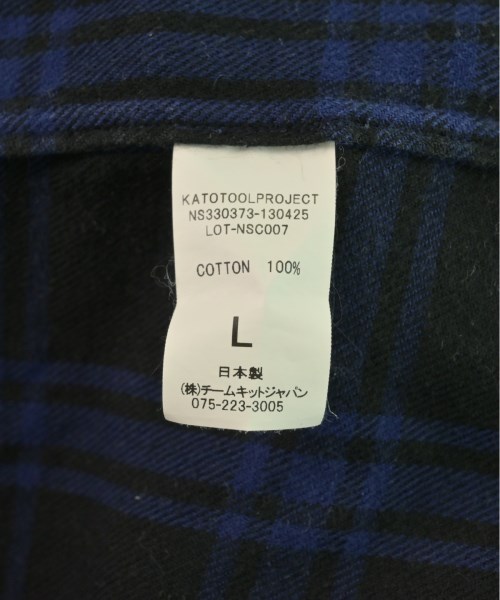 KATOTOOLPROJECT
NS330373-130425
LOT-NSC007
COTTON 100%
L
日本製
(株)チームキットジャパン
075-223-3005